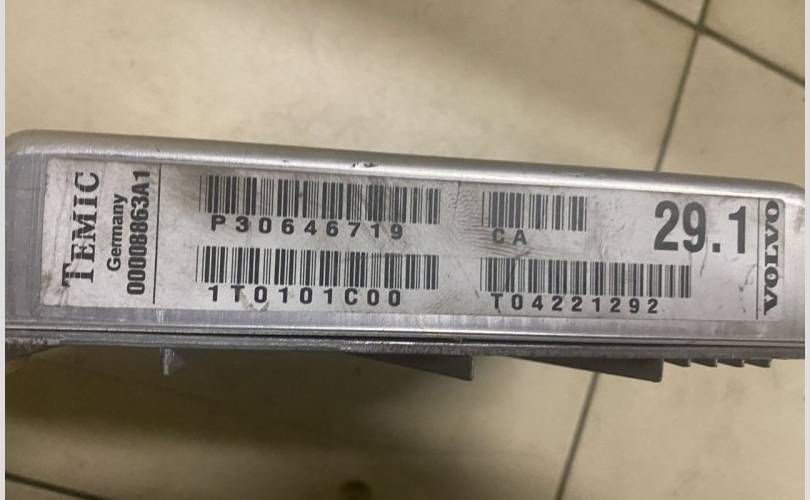 TEMIC
Germany
00008863A1
P30646719
CA
29.1
1T0101C00
T04221292
VOLVO